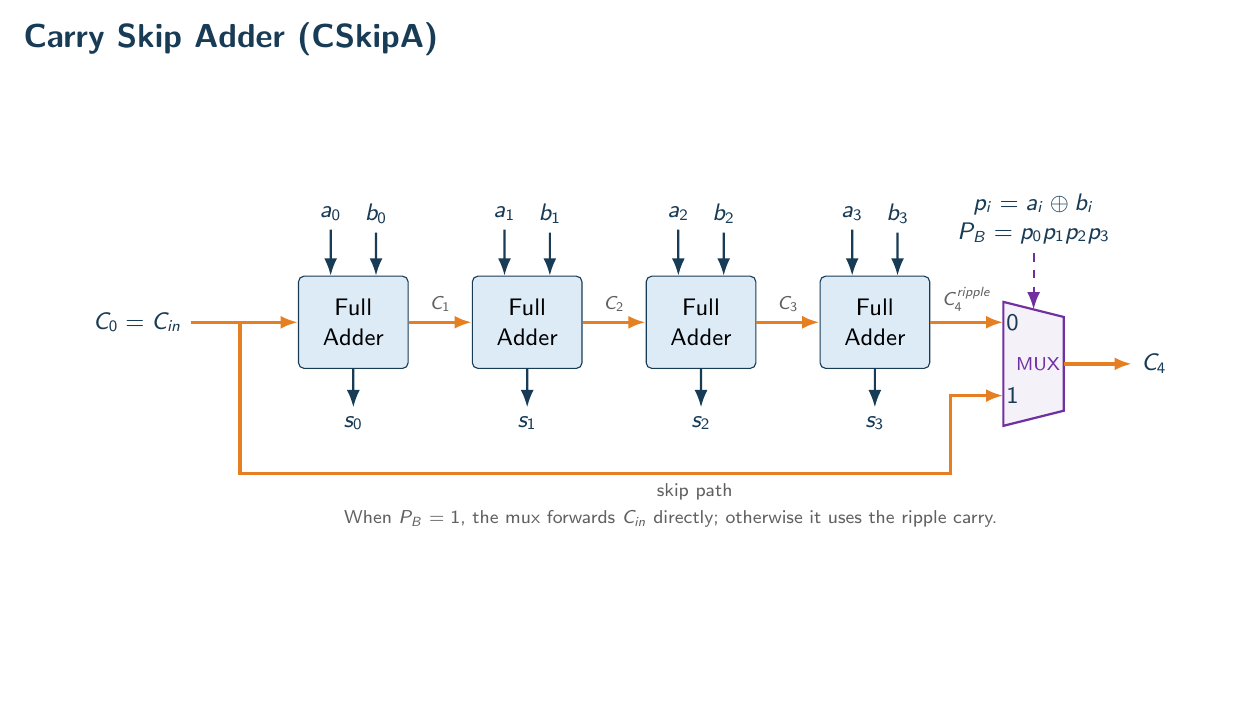 Carry Skip Adder (CSkipA)
a₀ b₀ a₁ b₁ a₂ b₂ a₃ b₃
pᵢ = aᵢ ⊕ bᵢ
P_B = p₀p₁p₂p₃
C₀ = C_in
Full Adder
C₁
Full Adder
C₂
Full Adder
C₃
Full Adder
C₄^ripple
0
MUX
1
C₄
s₀ s₁ s₂ s₃
skip path
When P_B = 1, the mux forwards C_in directly; otherwise it uses the ripple carry.